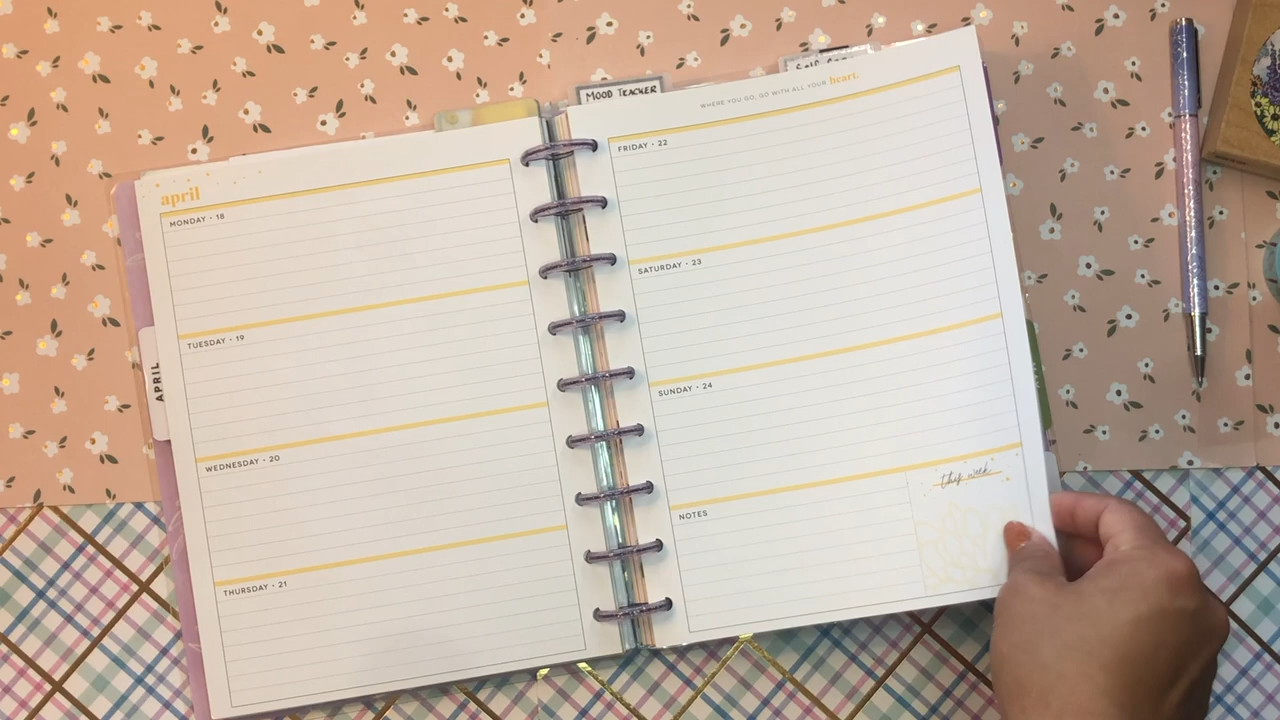 april
MONDAY • 18
TUESDAY • 19
WEDNESDAY • 20
THURSDAY • 21
APRIL
MOOD TRACKER
WHERE YOU GO, GO WITH ALL YOUR heart.
FRIDAY • 22
SATURDAY • 23
SUNDAY • 24
NOTES
this week